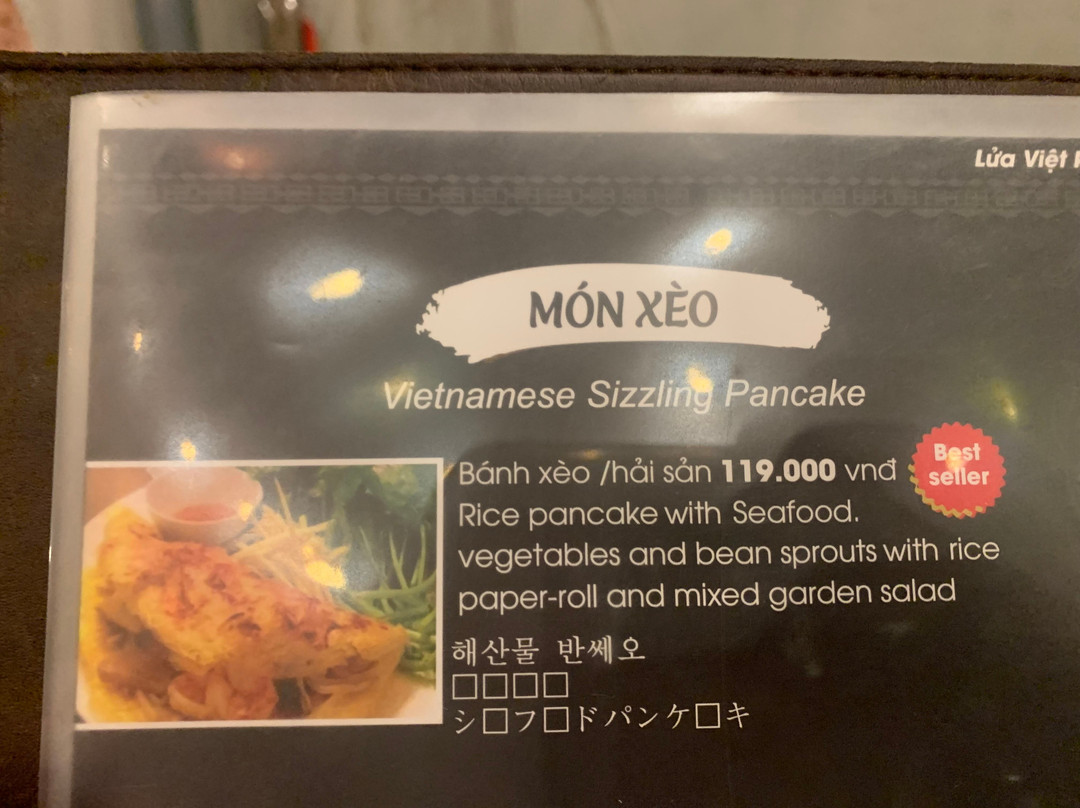 Lửa Việt
MÓN XÈO
Vietnamese Sizzling Pancake
Bánh xèo /hải sản 119.000 vnđ
Best
seller
Rice pancake with Seafood.
vegetables and bean sprouts with rice
paper-roll and mixed garden salad
해산물 반쎄오
□□□□
シ□フ□ドパンケ□キ